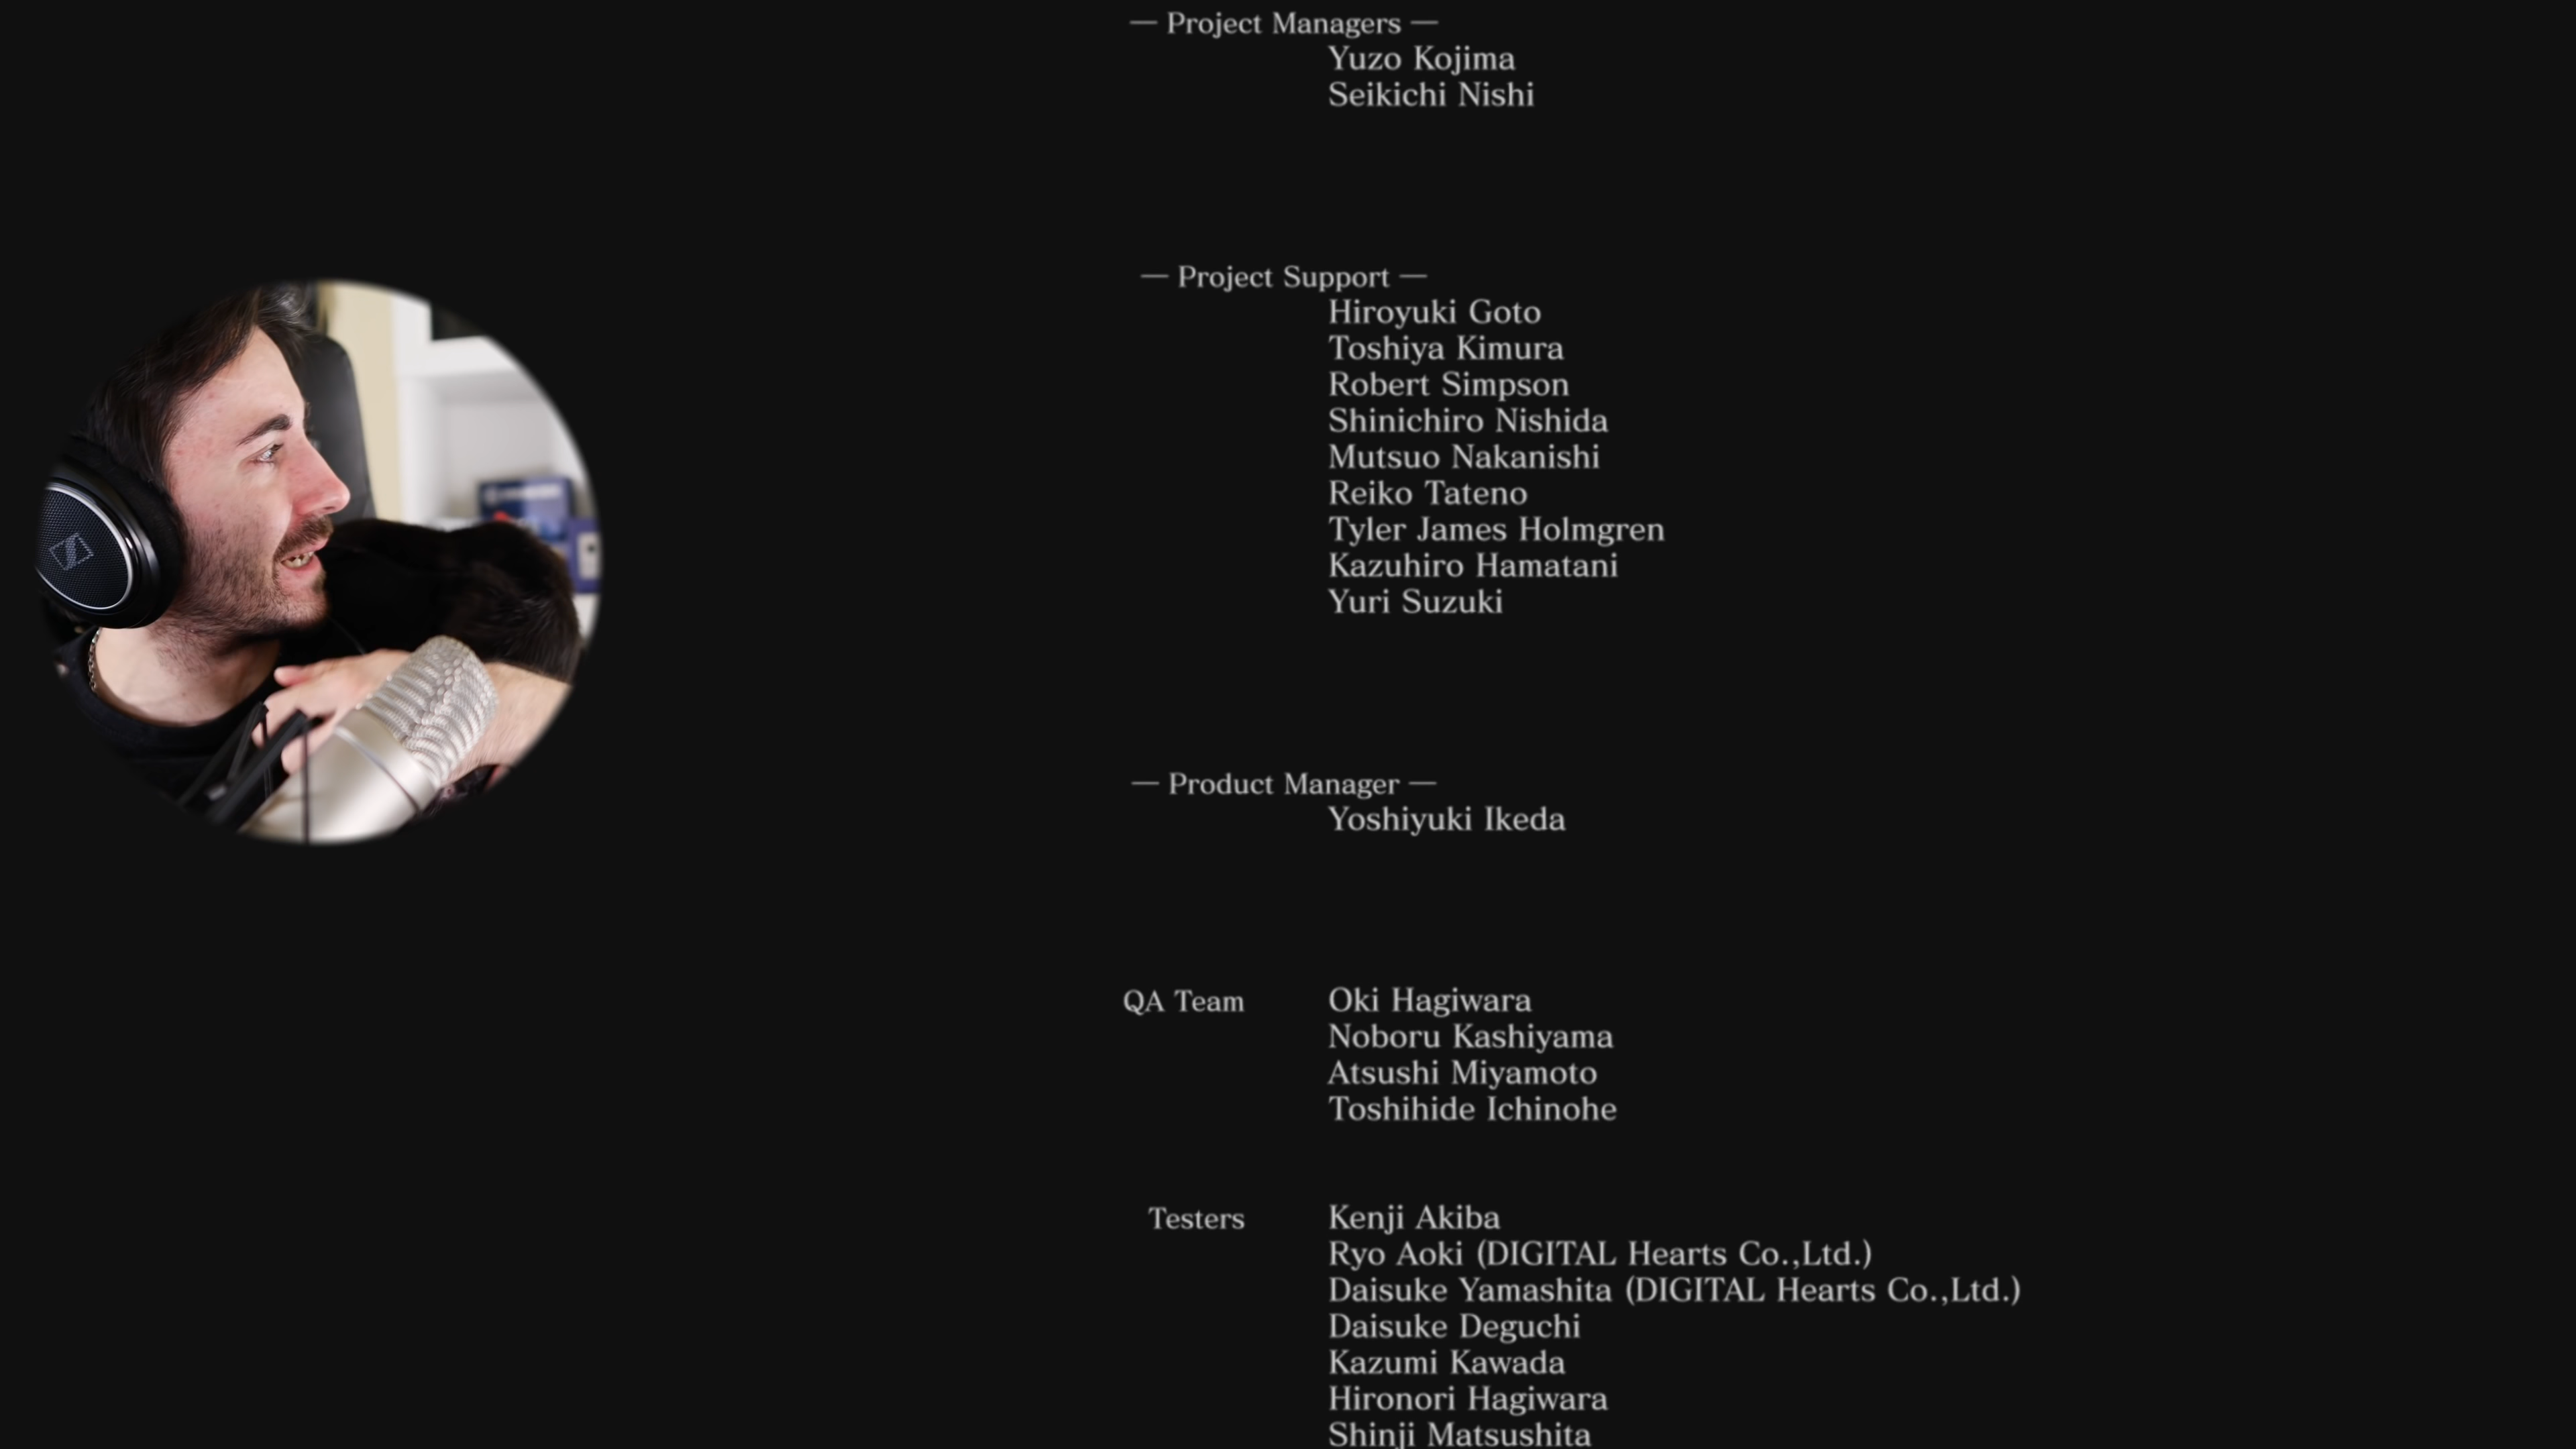 — Project Managers —
Yuzo Kojima
Seikichi Nishi
— Project Support —
Hiroyuki Goto
Toshiya Kimura
Robert Simpson
Shinichiro Nishida
Mutsuo Nakanishi
Reiko Tateno
Tyler James Holmgren
Kazuhiro Hamatani
Yuri Suzuki
— Product Manager —
Yoshiyuki Ikeda
QA Team Oki Hagiwara
Noboru Kashiyama
Atsushi Miyamoto
Toshihide Ichinohe
Testers Kenji Akiba
Ryo Aoki (DIGITAL Hearts Co.,Ltd.)
Daisuke Yamashita (DIGITAL Hearts Co.,Ltd.)
Daisuke Deguchi
Kazumi Kawada
Hironori Hagiwara
Shinji Matsushita